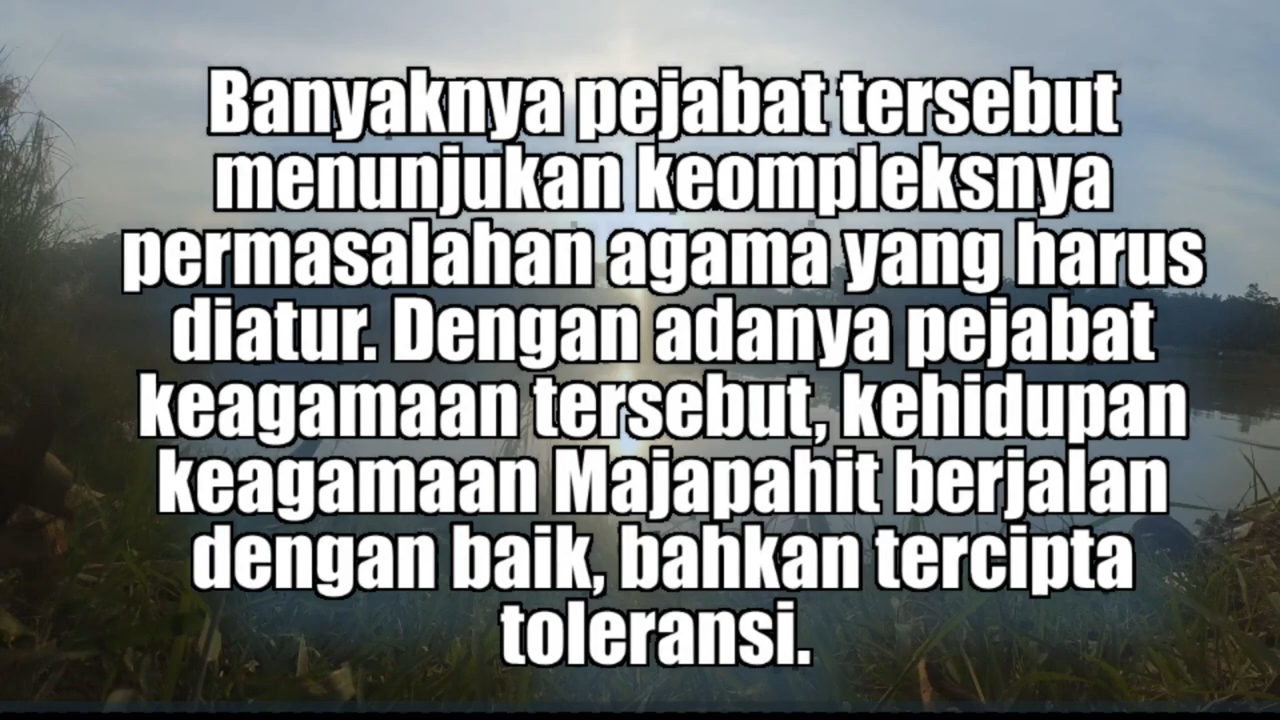 Banyaknya pejabat tersebut
menunjukan keompleksnya
permasalahan agama yang harus
diatur. Dengan adanya pejabat
keagamaan tersebut, kehidupan
keagamaan Majapahit berjalan
dengan baik, bahkan tercipta
toleransi.